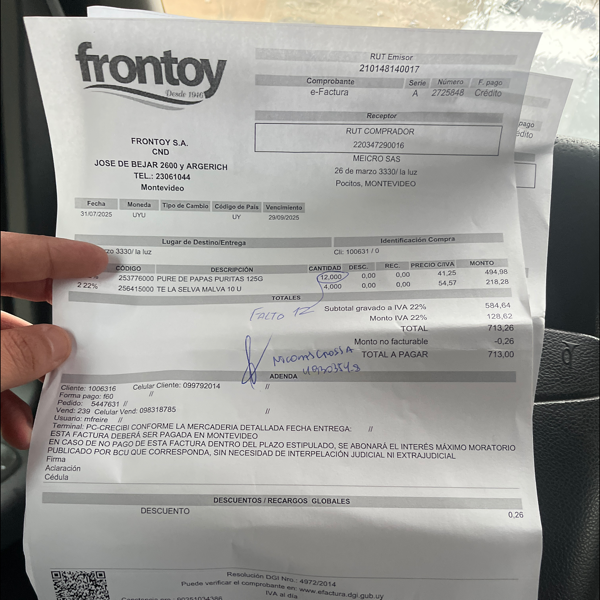 frontoy
Desde 1946
RUT Emisor
210148140017
Comprobante Serie Número F. pago
e-Factura A 2725848 Crédito
Receptor
RUT COMPRADOR
220347290016
MEICRO SAS
26 de marzo 3330/ la luz
Pocitos, MONTEVIDEO
FRONTOY S.A.
CND
JOSE DE BEJAR 2600 y ARGERICH
TEL.: 23061044
Montevideo
pago
édito
Fecha Moneda Tipo de Cambio Código de País Vencimiento
31/07/2025 UYU UY 29/09/2025
Lugar de Destino/Entrega Identificación Compra
marzo 3330/ la luz Cli: 100631 / 0
CÓDIGO DESCRIPCIÓN CANTIDAD DESC. REC. PRECIO C/IVA MONTO
253776000 PURE DE PAPAS PURITAS 125G 12,000 0,00 0,00 41,25 494,98
2 22% 256415000 TE LA SELVA MALVA 10 U 4,000 0,00 0,00 54,57 218,28
TOTALES
FALTO 12
Subtotal gravado a IVA 22% 584,64
Monto IVA 22% 128,62
TOTAL 713,26
Monto no facturable -0,26
TOTAL A PAGAR 713,00
ADENDA
Cliente: 1006316 Celular Cliente: 099792014 //
Forma pago: f60 //
Pedido: 5447631 //
Vend: 239 Celular Vend: 098318785 //
Usuario: mfreire //
Terminal: PC-CRECIBÍ CONFORME LA MERCADERIA DETALLADA FECHA ENTREGA: //
ESTA FACTURA DEBERÁ SER PAGADA EN MONTEVIDEO
EN CASO DE NO PAGO DE ESTA FACTURA DENTRO DEL PLAZO ESTIPULADO, SE ABONARÁ EL INTERÉS MÁXIMO MORATORIO
PUBLICADO POR BCU QUE CORRESPONDA, SIN NECESIDAD DE INTERPELACIÓN JUDICIAL NI EXTRAJUDICIAL
Firma
Aclaración
Cédula
DESCUENTOS / RECARGOS GLOBALES
DESCUENTO 0,26
Resolución DGI Nro.: 4972/2014
Puede verificar el comprobante en: www.efactura.dgi.gub.uy
IVA al día